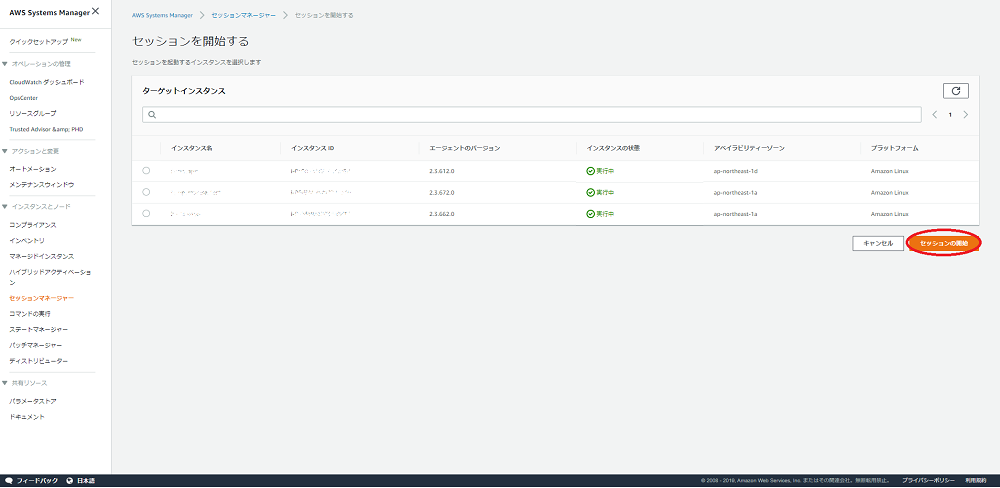 AWS Systems Manager
クイックセットアップ New
オペレーションの管理
CloudWatch ダッシュボード
OpsCenter
リソースグループ
Trusted Advisor &amp; PHD
アクションと変更
オートメーション
メンテナンスウィンドウ
インスタンスとノード
コンプライアンス
インベントリ
マネージドインスタンス
ハイブリッドアクティベーショ
ン
セッションマネージャー
コマンドの実行
ステートマネージャー
パッチマネージャー
ディストリビューター
共有リソース
パラメータストア
ドキュメント
AWS Systems Manager セッションマネージャー セッションを開始する
セッションを開始する
セッションを起動するインスタンスを選択します
ターゲットインスタンス
1
インスタンス名 インスタンス ID エージェントのバージョン インスタンスの状態 アベイラビリティーゾーン プラットフォーム
2.3.612.0 実行中 ap-northeast-1d Amazon Linux
2.3.672.0 実行中 ap-northeast-1a Amazon Linux
2.3.662.0 実行中 ap-northeast-1a Amazon Linux
キャンセル セッションの開始
フィードバック 日本語 © 2008 - 2019, Amazon Web Services, Inc. またはその関連会社。無断転用禁止。 プライバシーポリシー 利用規約